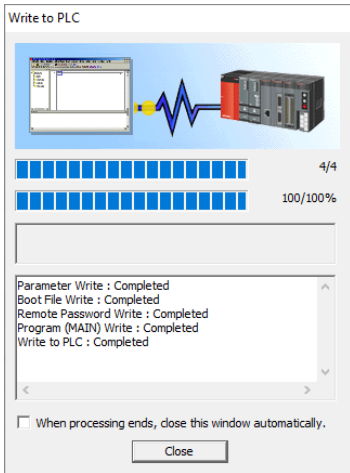 Write to PLC
4/4
100/100%
Parameter Write : Completed
Boot File Write : Completed
Remote Password Write : Completed
Program (MAIN) Write : Completed
Write to PLC : Completed
When processing ends, close this window automatically.
Close